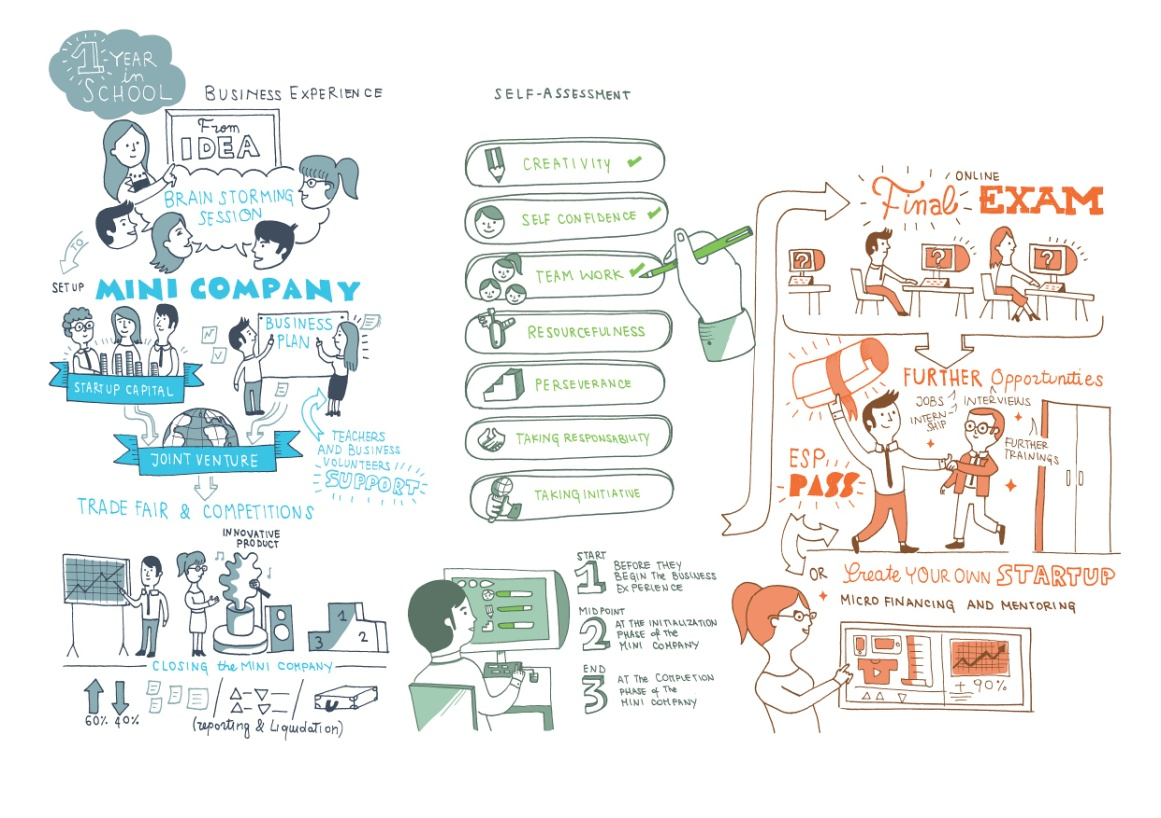 1 YEAR
in
SCHOOL
BUSINESS EXPERIENCE
From
IDEA
BRAIN STORMING
SESSION
TO
SET UP
MINI COMPANY
BUSINESS
PLAN
N
V
STARTUP CAPITAL
JOINT VENTURE
TEACHERS
AND BUSINESS
VOLUNTEERS
SUPPORT
TRADE FAIR & COMPETITIONS
INNOVATIVE
PRODUCT
1
2
3
CLOSING the MINI COMPANY
60% 40%
(reporting & Liquidation)
SELF-ASSESSMENT
CREATIVITY
SELF CONFIDENCE
TEAM WORK
RESOURCEFULNESS
PERSEVERANCE
TAKING RESPONSABILITY
TAKING INITIATIVE
START
1
BEFORE THEY
BEGIN THE BUSINESS
EXPERIENCE
MIDPOINT
2
AT THE INITIALIZATION
PHASE of the
MINI COMPANY
END
3
AT THE COMPLETION
PHASE of the
MINI COMPANY
Final ONLINE EXAM
? ? ?
FURTHER Opportunities
JOBS
INTERVIEWS
INTERN-
SHIP
FURTHER
TRAININGS
ESP
PASS
OR Create YOUR OWN STARTUP
MICRO FINANCING AND MENTORING
+ 90%